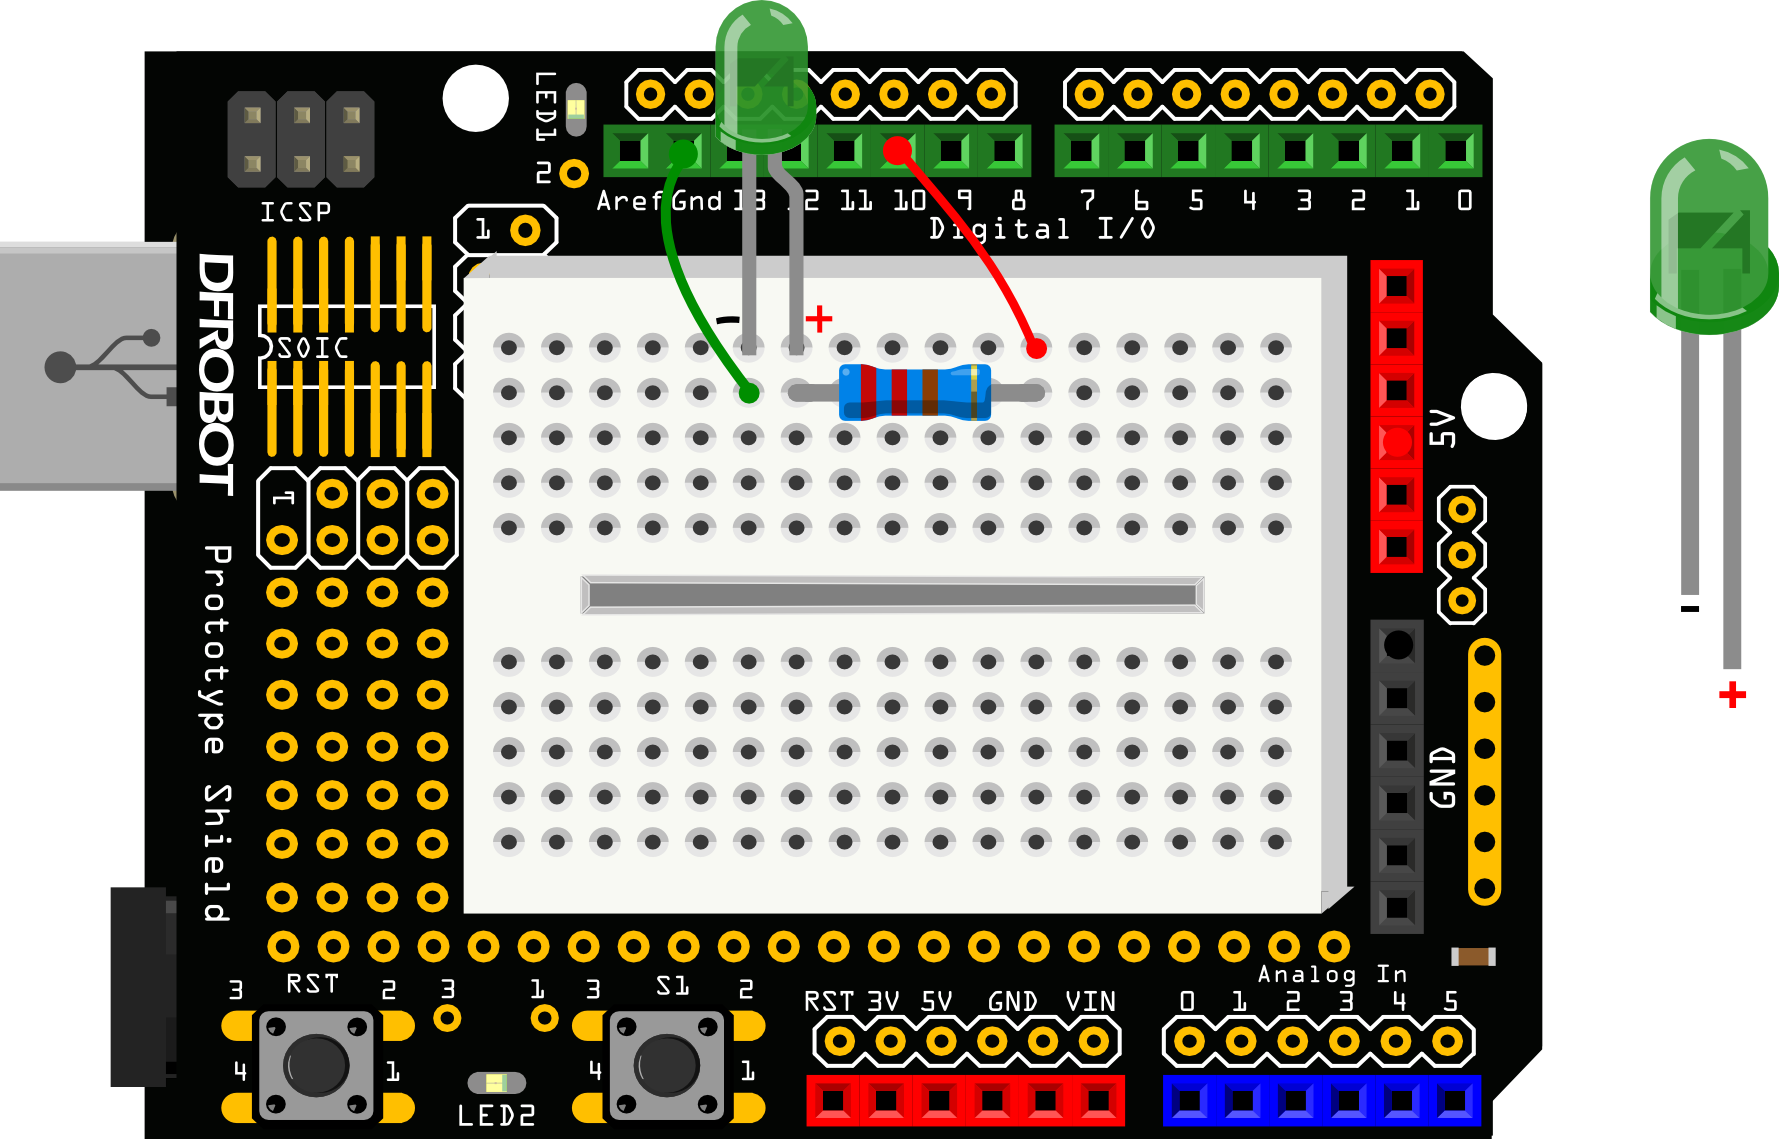 LED1
2
ICSP
Aref Gnd 13 12 11 10 9 8 7 6 5 4 3 2 1 0
Digital I/O
1
DFROBOT
SOIC
- +
5V
1
Prototype Shield
-
+
GND
Analog In
3 RST 2 3 1 3 S1 2
RST 3V 5V GND VIN 0 1 2 3 4 5
4 1 4 1
LED2